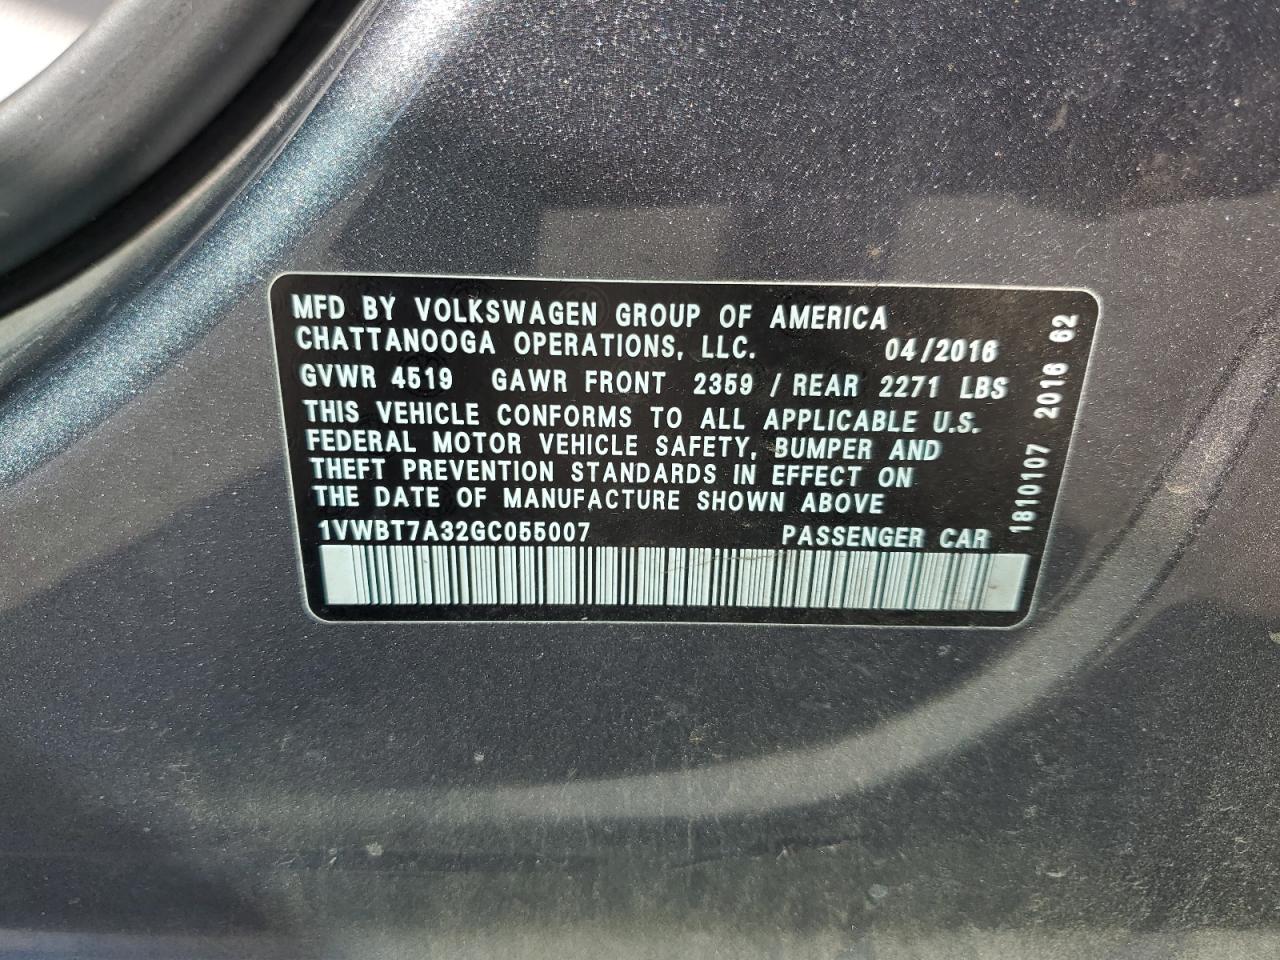 MFD BY VOLKSWAGEN GROUP OF AMERICA
CHATTANOOGA OPERATIONS, LLC. 04/2016
GVWR 4519 GAWR FRONT 2359 / REAR 2271 LBS
THIS VEHICLE CONFORMS TO ALL APPLICABLE U.S.
FEDERAL MOTOR VEHICLE SAFETY, BUMPER AND
THEFT PREVENTION STANDARDS IN EFFECT ON
THE DATE OF MANUFACTURE SHOWN ABOVE
1VWBT7A32GC055007 PASSENGER CAR
1810107 2016 62